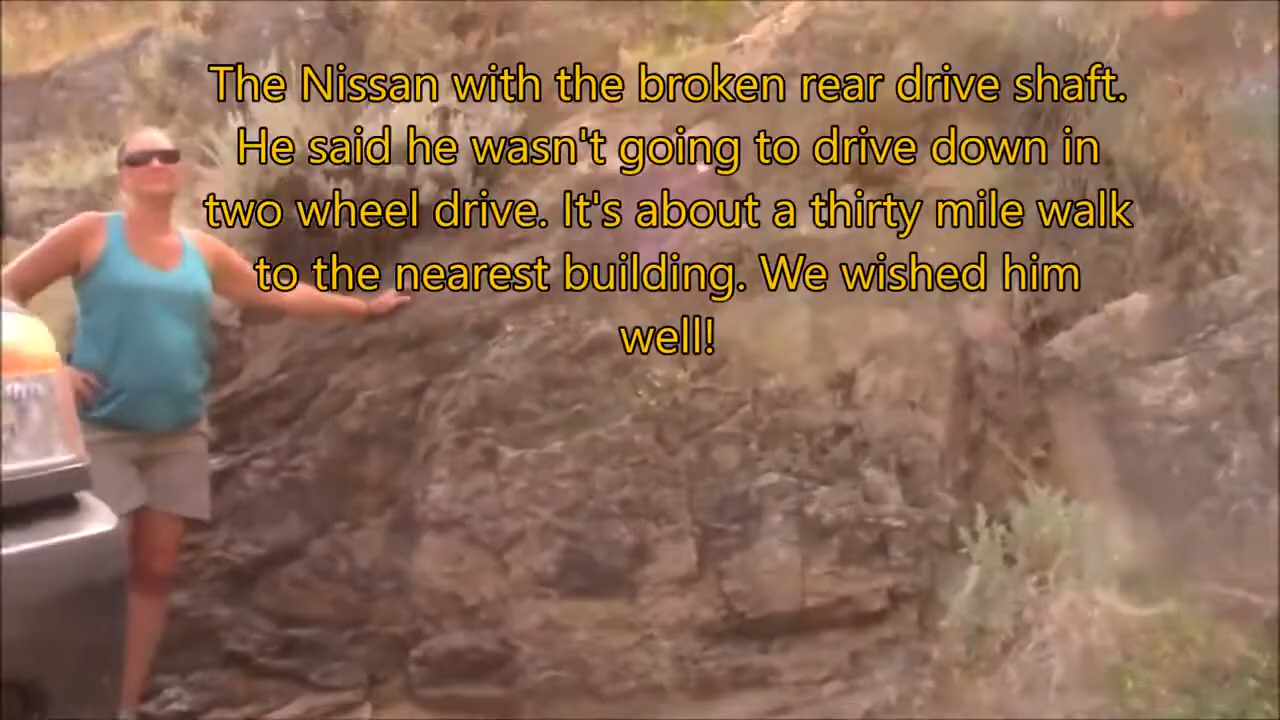 The Nissan with the broken rear drive shaft.
He said he wasn't going to drive down in
two wheel drive. It's about a thirty mile walk
to the nearest building. We wished him
well!